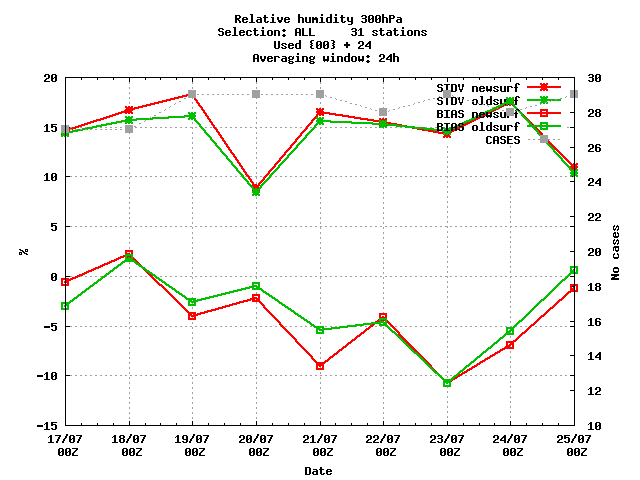 Relative humidity 300hPa
Selection: ALL     31 stations
Used {00} + 24
Averaging window: 24h
20
15
10
5
0
-5
-10
-15
%
30
28
26
24
22
20
18
16
14
12
10
No cases
STDV newsurf
STDV oldsurf
BIAS newsurf
BIAS oldsurf
CASES
17/07 18/07 19/07 20/07 21/07 22/07 23/07 24/07 25/07
00Z 00Z 00Z 00Z 00Z 00Z 00Z 00Z 00Z
Date